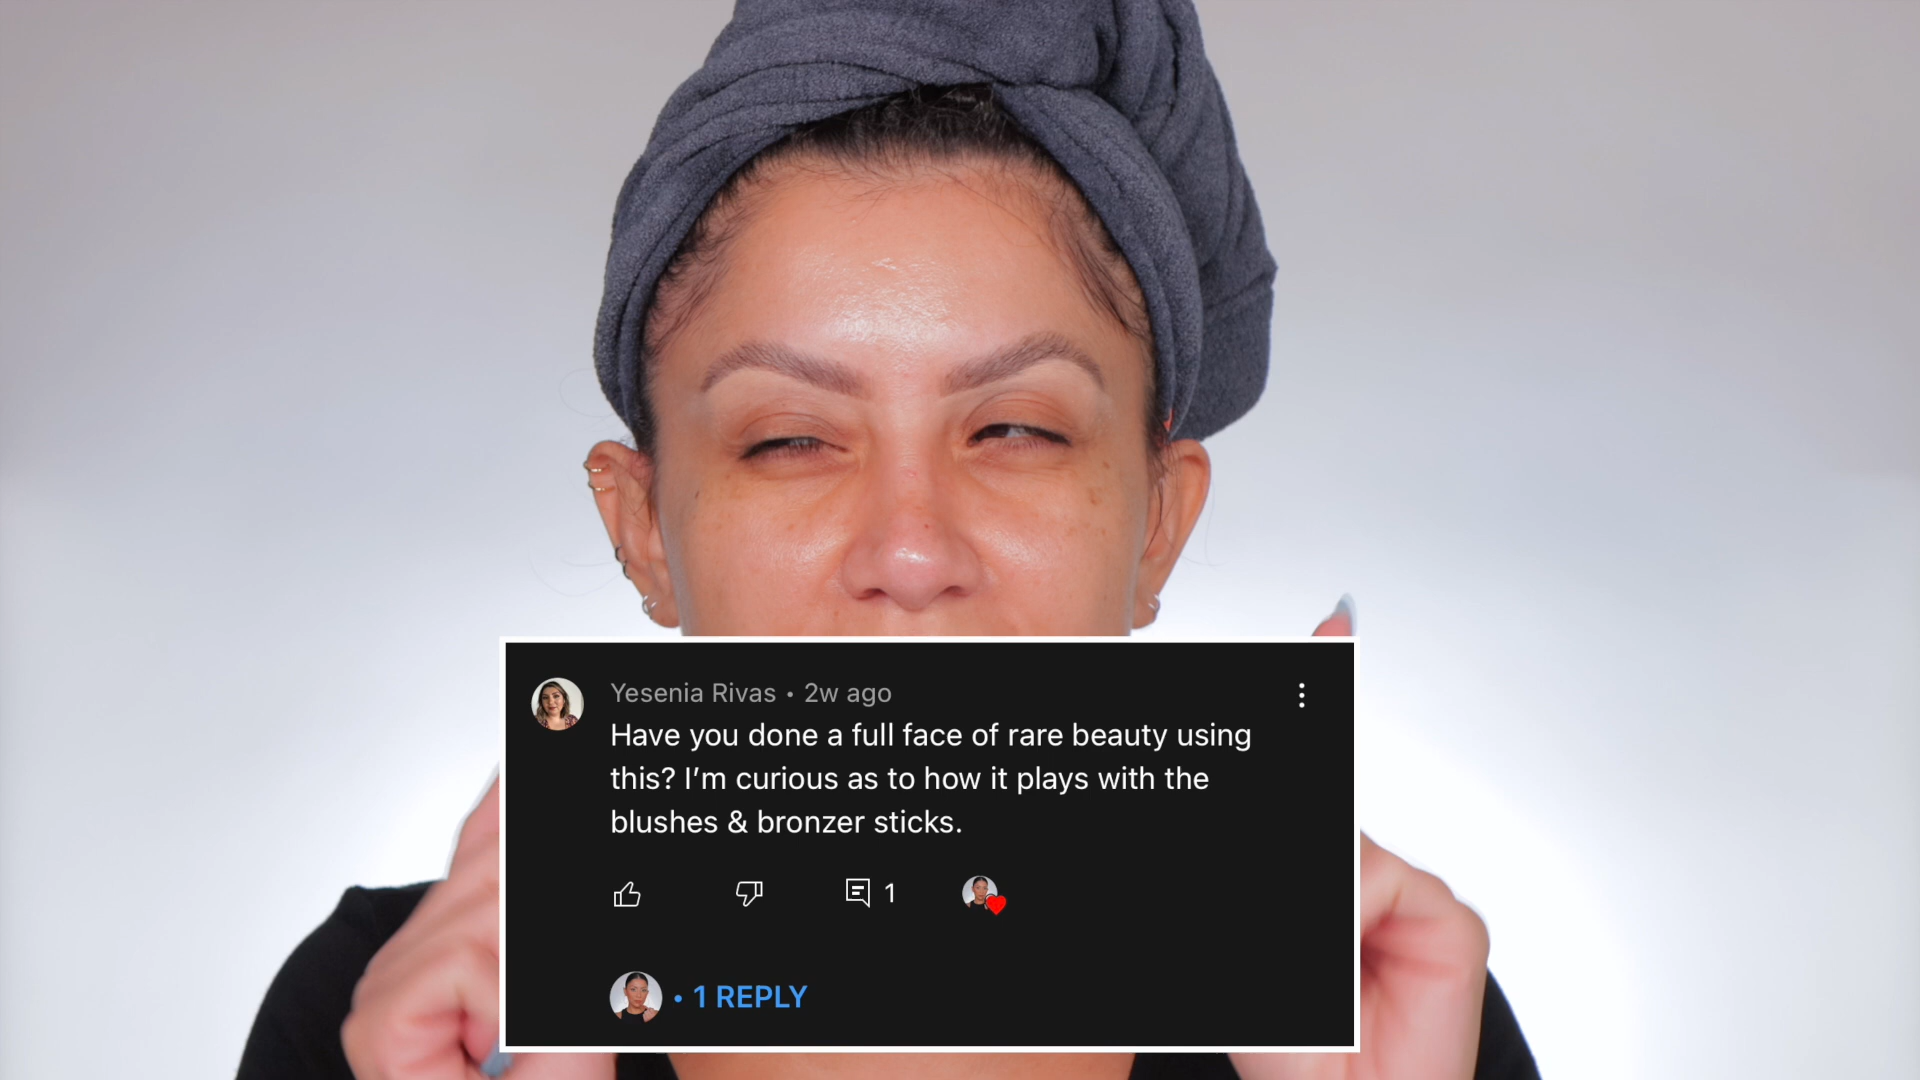 Yesenia Rivas • 2w ago
Have you done a full face of rare beauty using
this? I’m curious as to how it plays with the
blushes & bronzer sticks.
1
• 1 REPLY